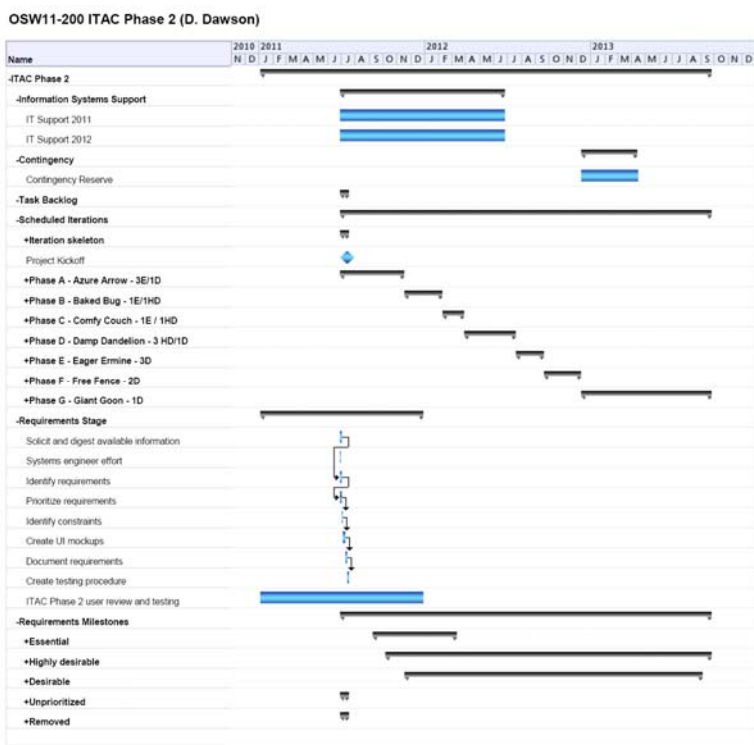 OSW11-200 ITAC Phase 2 (D. Dawson)
2010 2011 2012 2013
Name N D J F M A M J J A S O N D J F M A M J J A S O N D J F M A M J J A S O N D
-ITAC Phase 2
-Information Systems Support
IT Support 2011
IT Support 2012
-Contingency
Contingency Reserve
-Task Backlog
-Scheduled Iterations
+Iteration skeleton
Project Kickoff
+Phase A - Azure Arrow - 3E/1D
+Phase B - Baked Bug - 1E/1HD
+Phase C - Comfy Couch - 1E / 1HD
+Phase D - Damp Dandelion - 3 HD/1D
+Phase E - Eager Ermine - 3D
+Phase F - Free Fence - 2D
+Phase G - Giant Goon - 1D
-Requirements Stage
Solicit and digest available information
Systems engineer effort
Identify requirements
Prioritize requirements
Identify constraints
Create UI mockups
Document requirements
Create testing procedure
ITAC Phase 2 user review and testing
-Requirements Milestones
+Essential
+Highly desirable
+Desirable
+Unprioritized
+Removed